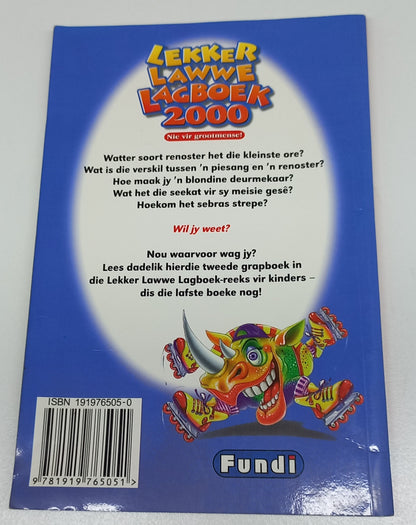 LEKKER
LAWWE
LAGBOEK
2000
Nie vir grootmense!
Watter soort renoster het die kleinste ore?
Wat is die verskil tussen 'n piesang en 'n renoster?
Hoe maak jy 'n blondine deurmekaar?
Wat het die seekat vir sy meisie gesê?
Hoekom het sebras strepe?
Wil jy weet?
Nou waarvoor wag jy?
Lees dadelik hierdie tweede grapboek in
die Lekker Lawwe Lagboek-reeks vir kinders –
dis die lafste boeke nog!
ISBN 191976505-0
9 781919 765051 >
Fundi